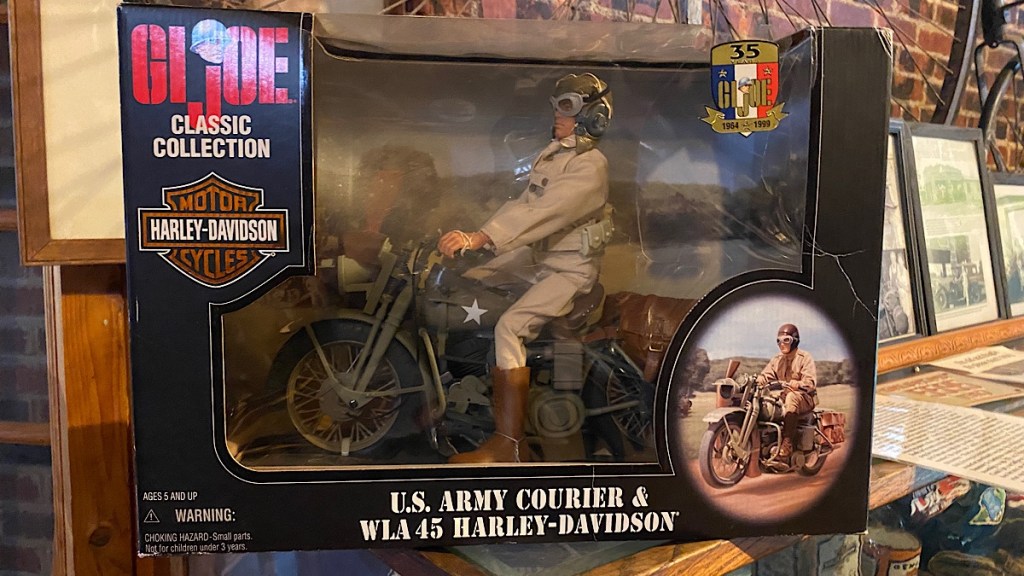 GI JOE
CLASSIC
COLLECTION
MOTOR
HARLEY-DAVIDSON
CYCLES
35
GI JOE
1964 1999
AGES 5 AND UP
WARNING:
CHOKING HAZARD-Small parts.
Not for children under 3 years.
U.S. ARMY COURIER &
WLA 45 HARLEY-DAVIDSON